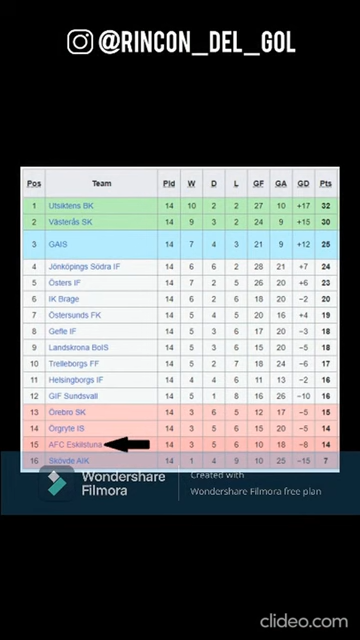 @RINCON_DEL_GOL
Pos Team Pld W D L GF GA GD Pts
1 Utsiktens BK 14 10 2 2 27 10 +17 32
2 Västerås SK 14 9 3 2 24 9 +15 30
3 GAIS 14 7 4 3 21 9 +12 25
4 Jönköpings Södra IF 14 6 6 2 28 21 +7 24
5 Östers IF 14 7 2 5 26 20 +6 23
6 IK Brage 14 6 2 6 18 20 −2 20
7 Östersunds FK 14 5 4 5 20 16 +4 19
8 Gefle IF 14 5 3 6 17 20 −3 18
9 Landskrona BoIS 14 5 3 6 15 20 −5 18
10 Trelleborgs FF 14 5 2 7 18 24 −6 17
11 Helsingborgs IF 14 4 4 6 11 13 −2 16
12 GIF Sundsvall 14 5 1 8 16 26 −10 16
13 Örebro SK 14 3 6 5 12 17 −5 15
14 Örgryte IS 14 3 5 6 15 20 −5 14
15 AFC Eskilstuna 14 3 5 6 10 18 −8 14
16 Skövde AIK 14 1 4 9 10 25 −15 7
Wondershare
Filmora
Created with
Wondershare Filmora free plan
clideo.com